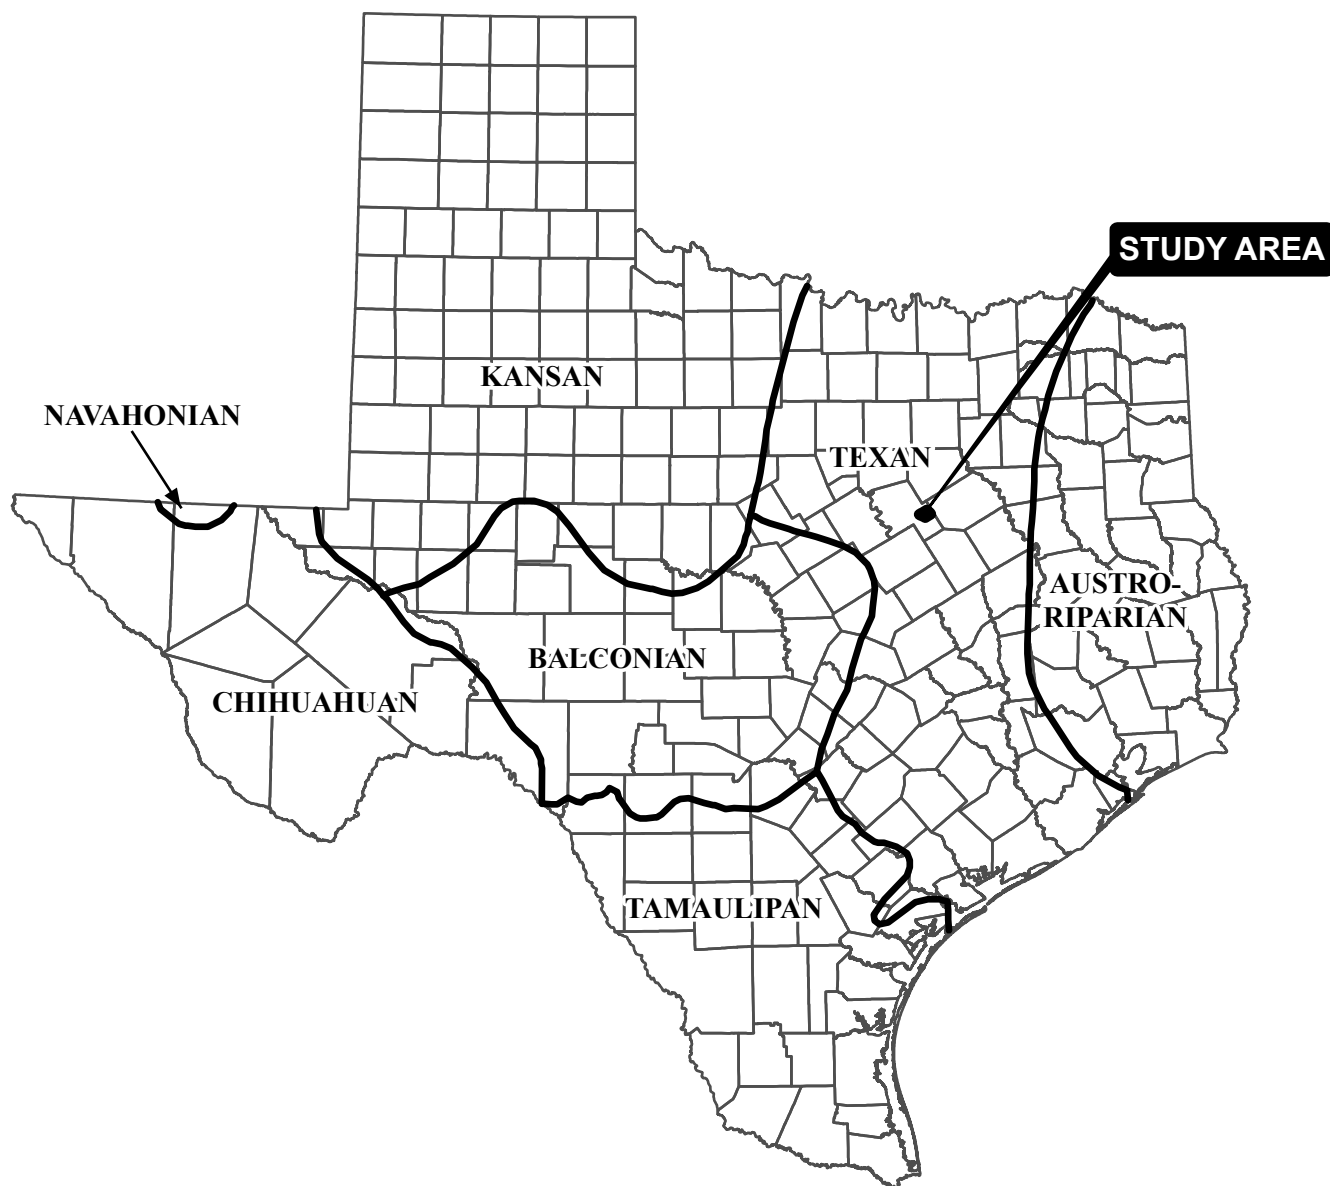 STUDY AREA
KANSAN
NAVAHONIAN
TEXAN
AUSTRO-
RIPARIAN
BALCONIAN
CHIHUAHUAN
TAMAULIPAN